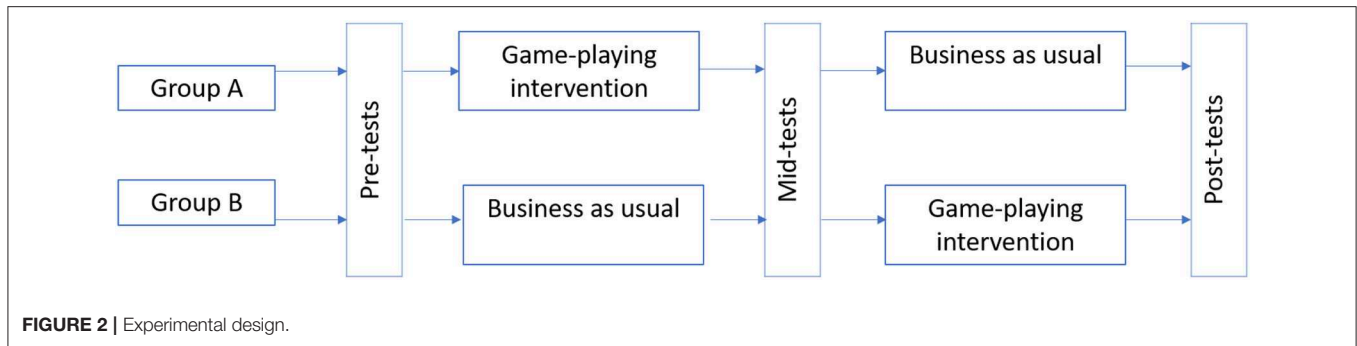 Group A
Group B
Pre-tests
Game-playing
intervention
Business as usual
Mid-tests
Business as usual
Game-playing
intervention
Post-tests
FIGURE 2 | Experimental design.